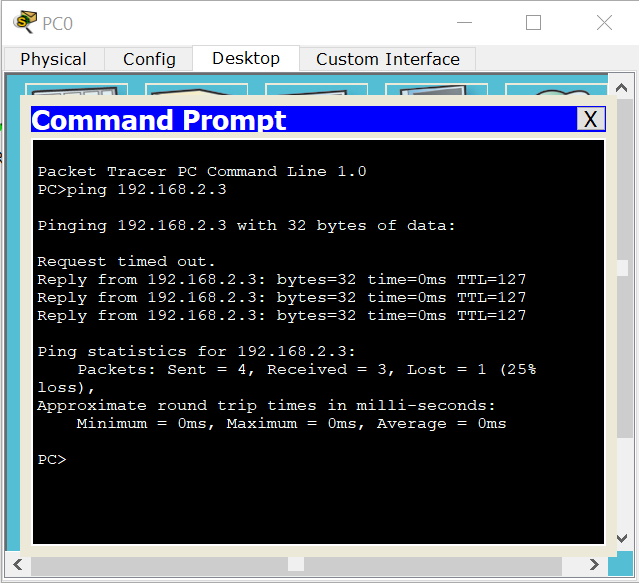 PC0
Physical Config Desktop Custom Interface
Command Prompt X
Packet Tracer PC Command Line 1.0
PC>ping 192.168.2.3
Pinging 192.168.2.3 with 32 bytes of data:
Request timed out.
Reply from 192.168.2.3: bytes=32 time=0ms TTL=127
Reply from 192.168.2.3: bytes=32 time=0ms TTL=127
Reply from 192.168.2.3: bytes=32 time=0ms TTL=127
Ping statistics for 192.168.2.3:
Packets: Sent = 4, Received = 3, Lost = 1 (25%
loss),
Approximate round trip times in milli-seconds:
Minimum = 0ms, Maximum = 0ms, Average = 0ms
PC>